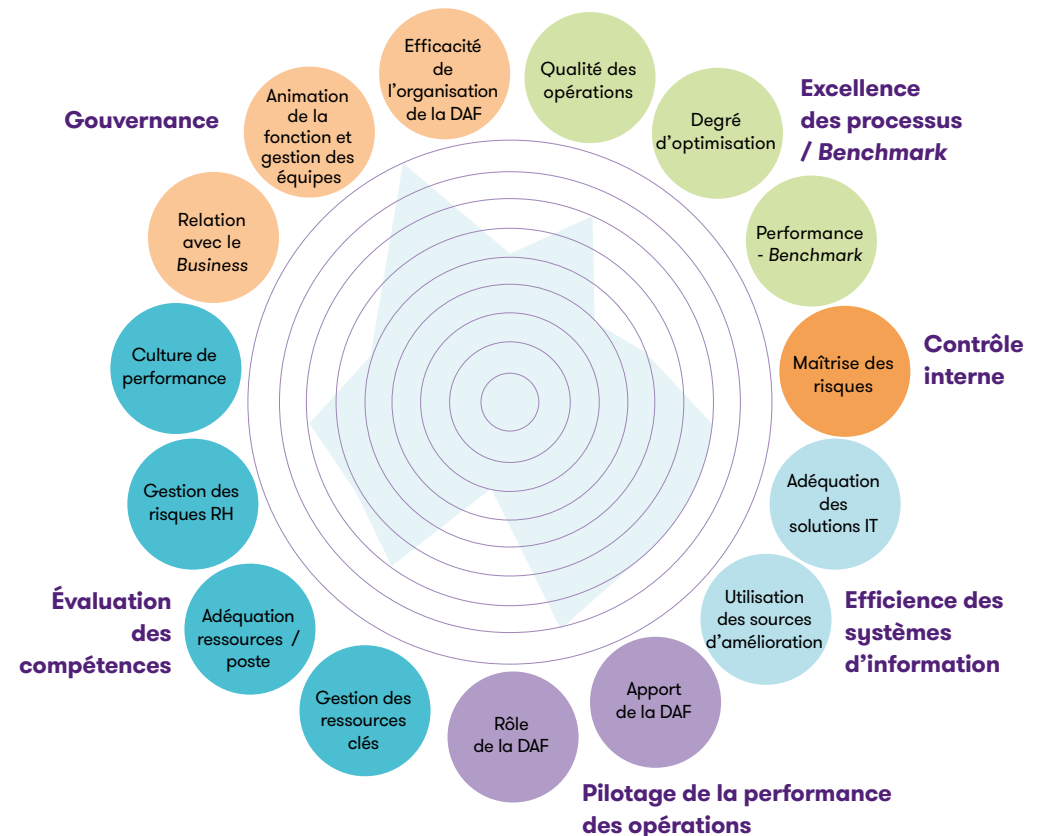 Gouvernance
Efficacité
de
l'organisation
de la DAF
Animation
de la
fonction et
gestion des
équipes
Relation
avec le
Business
Qualité des
opérations
Degré
d'optimisation
Performance
- Benchmark
Excellence
des processus
/ Benchmark
Maîtrise des
risques
Contrôle
interne
Adéquation
des
solutions IT
Utilisation
des sources
d'amélioration
Efficience des
systèmes
d'information
Apport
de la DAF
Rôle
de la DAF
Pilotage de la performance
des opérations
Gestion des
ressources
clés
Adéquation
ressources /
poste
Gestion des
risques RH
Culture de
performance
Évaluation
des
compétences